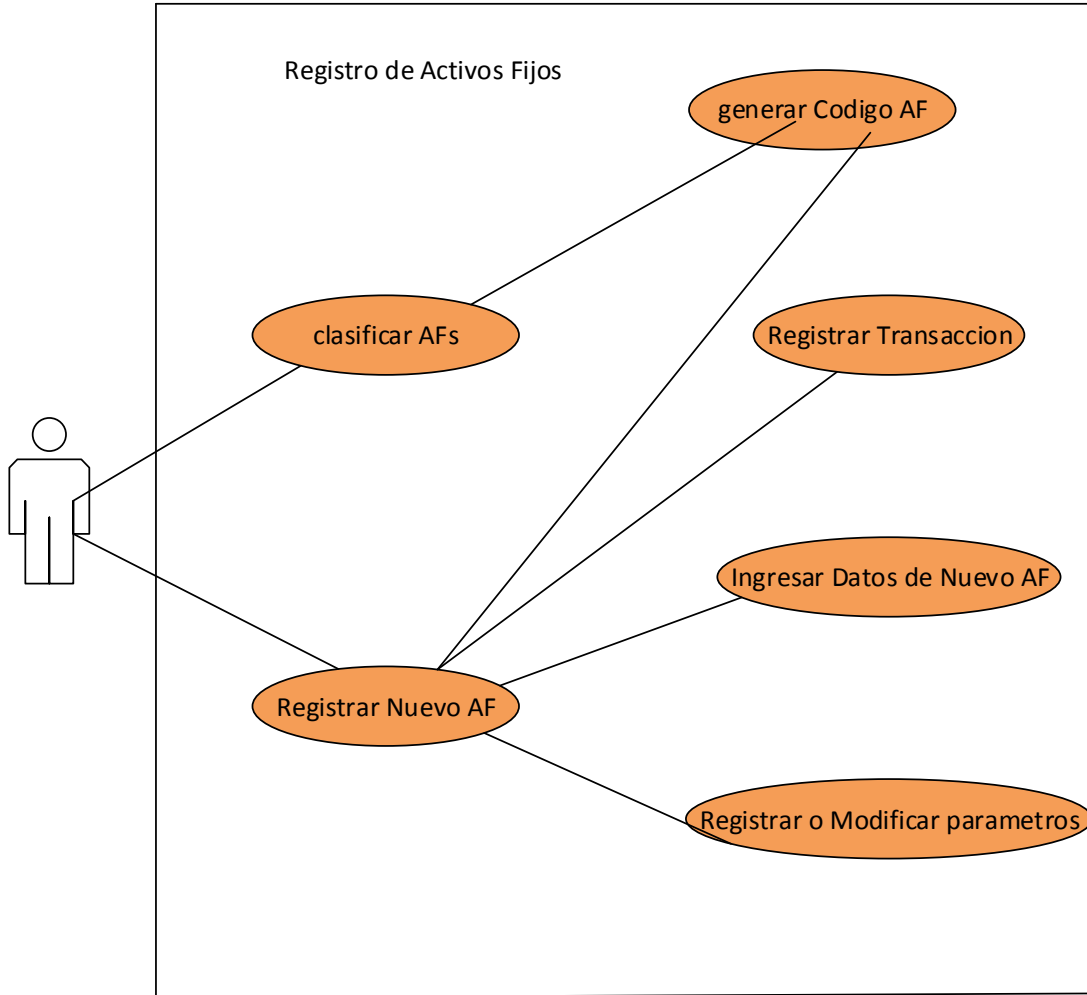 Registro de Activos Fijos
generar Codigo AF
clasificar AFs
Registrar Transaccion
Ingresar Datos de Nuevo AF
Registrar Nuevo AF
Registrar o Modificar parametros